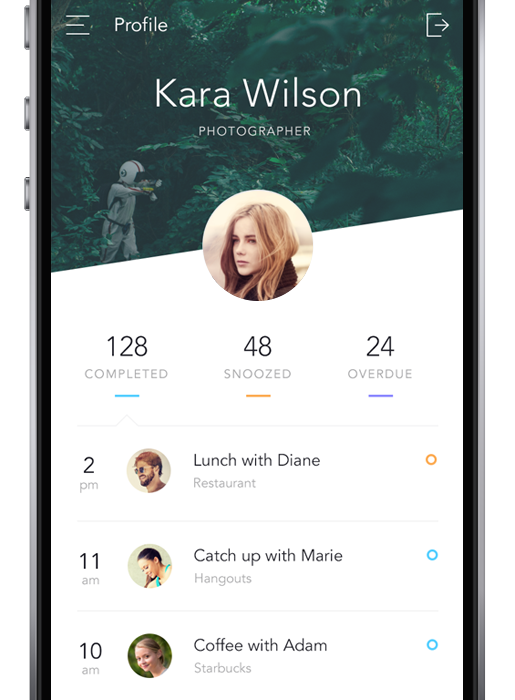 Profile
Kara Wilson
PHOTOGRAPHER
128 48 24
COMPLETED SNOOZED OVERDUE
2 Lunch with Diane
pm Restaurant
11 Catch up with Marie
am Hangouts
10 Coffee with Adam
am Starbucks